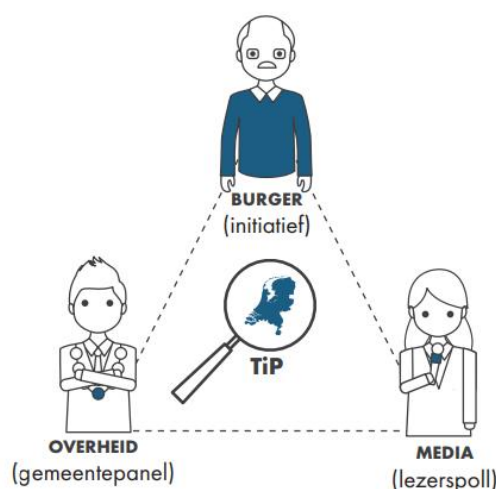 BURGER
(initiatief)
TiP
OVERHEID
(gemeentepanel)
MEDIA
(lezerspoll)